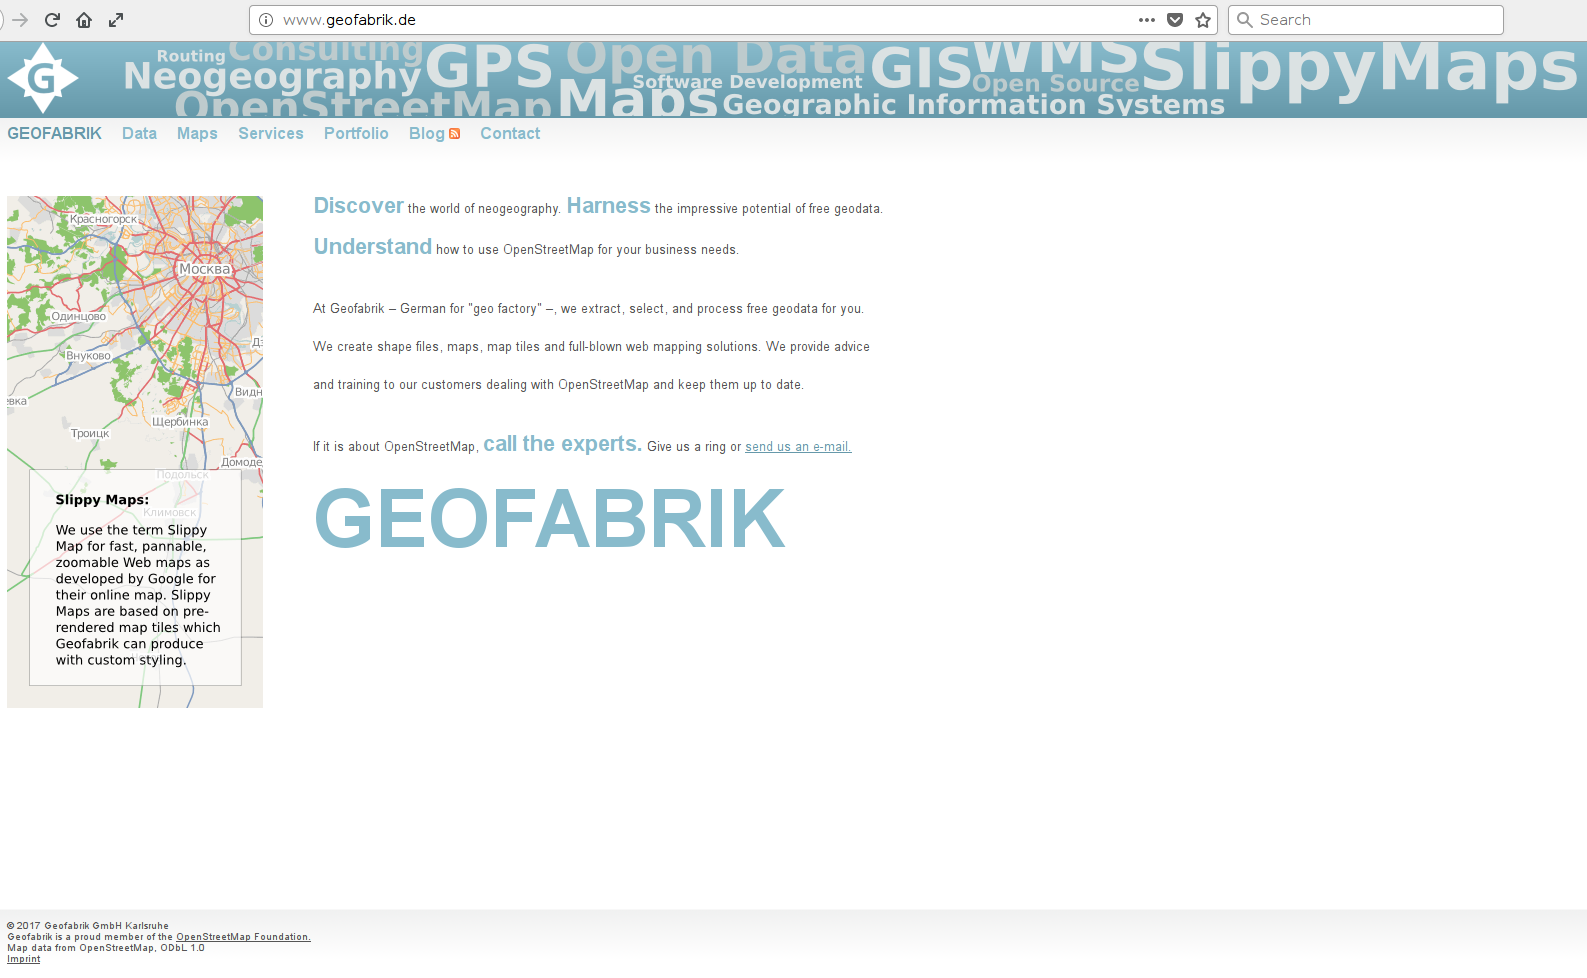 www.geofabrik.de
Search
G
Routing
Consulting
Neogeography
GPS
Open Data
Software Development
GIS
WMS
Open Source
SlippyMaps
OpenStreetMap
Maps
Geographic Information Systems
GEOFABRIK Data Maps Services Portfolio Blog Contact
Красногорск
Москва
Одинцово
Внуково
Дз
Видн
евка
Щербинка
Троицк
Домоде
Подольск
Климовск
Slippy Maps:
We use the term Slippy
Map for fast, pannable,
zoomable Web maps as
developed by Google for
their online map. Slippy
Maps are based on pre-
rendered map tiles which
Geofabrik can produce
with custom styling.
Discover the world of neogeography. Harness the impressive potential of free geodata.
Understand how to use OpenStreetMap for your business needs.
At Geofabrik – German for "geo factory" –, we extract, select, and process free geodata for you.
We create shape files, maps, map tiles and full-blown web mapping solutions. We provide advice
and training to our customers dealing with OpenStreetMap and keep them up to date.
If it is about OpenStreetMap, call the experts. Give us a ring or send us an e-mail.
GEOFABRIK
© 2017 Geofabrik GmbH Karlsruhe
Geofabrik is a proud member of the OpenStreetMap Foundation.
Map data from OpenStreetMap, ODbL 1.0
Imprint